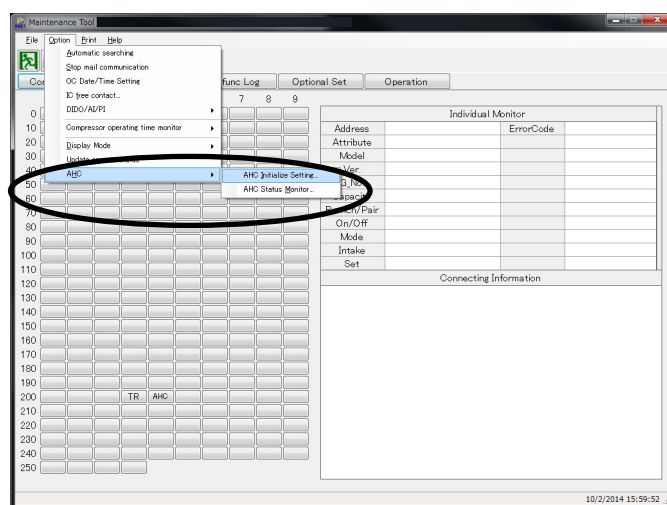 Maintenance Tool
File Option Print Help
Automatic searching
Stop mail communication
OC Date/Time Setting
IC free contact...
DIDO/AI/PI
Compressor operating time monitor
Display Mode
AHC
AHC Initialize Setting...
AHC Status Monitor...
func Log Optional Set Operation
7 8 9
0
10
20
30
40
50
60
70
80
90
100
110
120
130
140
150
160
170
180
190
200 TR AHC
210
220
230
240
250
Individual Monitor
Address ErrorCode
Attribute
Model
Ver.
On/Off
Mode
Intake
Set
Connecting Information
10/2/2014 15:59:52